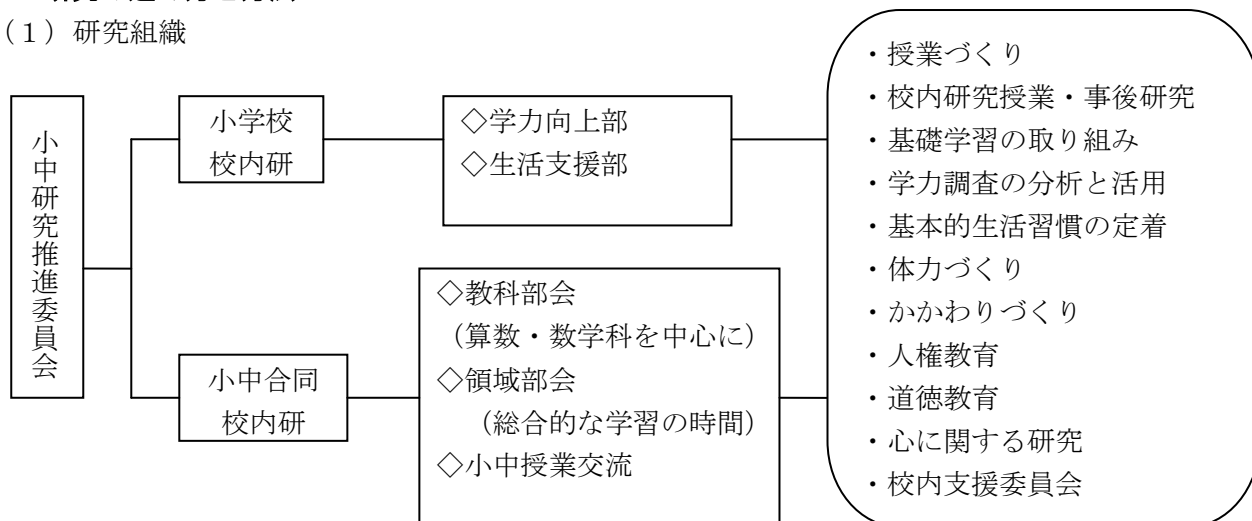 （１）研究組織
小中研究推進委員会
小学校
校内研
◇学力向上部
◇生活支援部
小中合同
校内研
◇教科部会
（算数・数学科を中心に）
◇領域部会
（総合的な学習の時間）
◇小中授業交流
・授業づくり
・校内研究授業・事後研究
・基礎学習の取り組み
・学力調査の分析と活用
・基本的生活習慣の定着
・体力づくり
・かかわりづくり
・人権教育
・道徳教育
・心に関する研究
・校内支援委員会